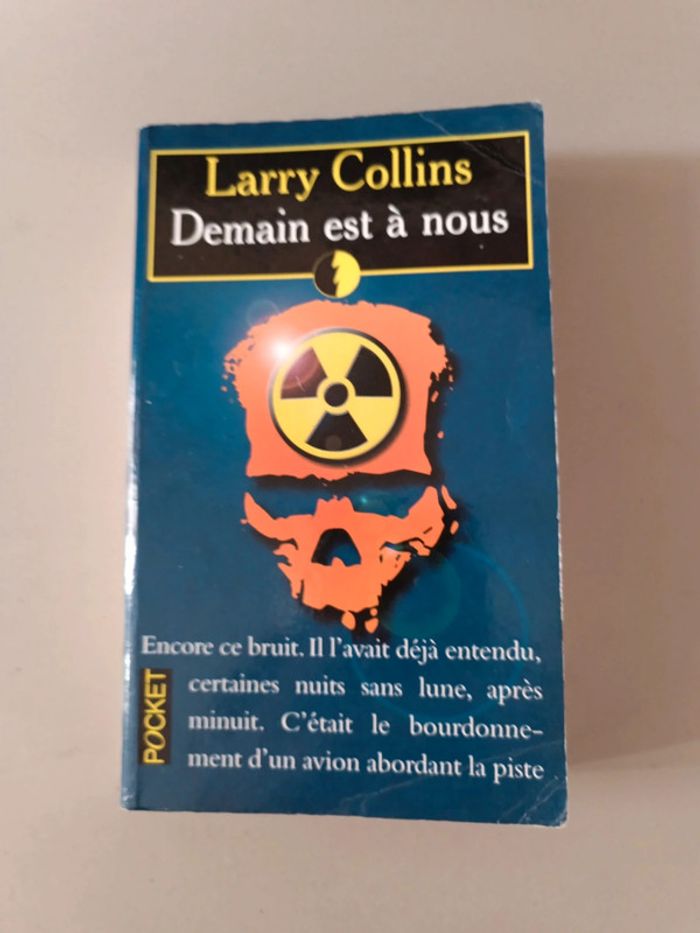 Larry Collins
Demain est à nous
Encore ce bruit. Il l'avait déjà entendu,
certaines nuits sans lune, après
minuit. C'était le bourdonne-
ment d'un avion abordant la piste
POCKET